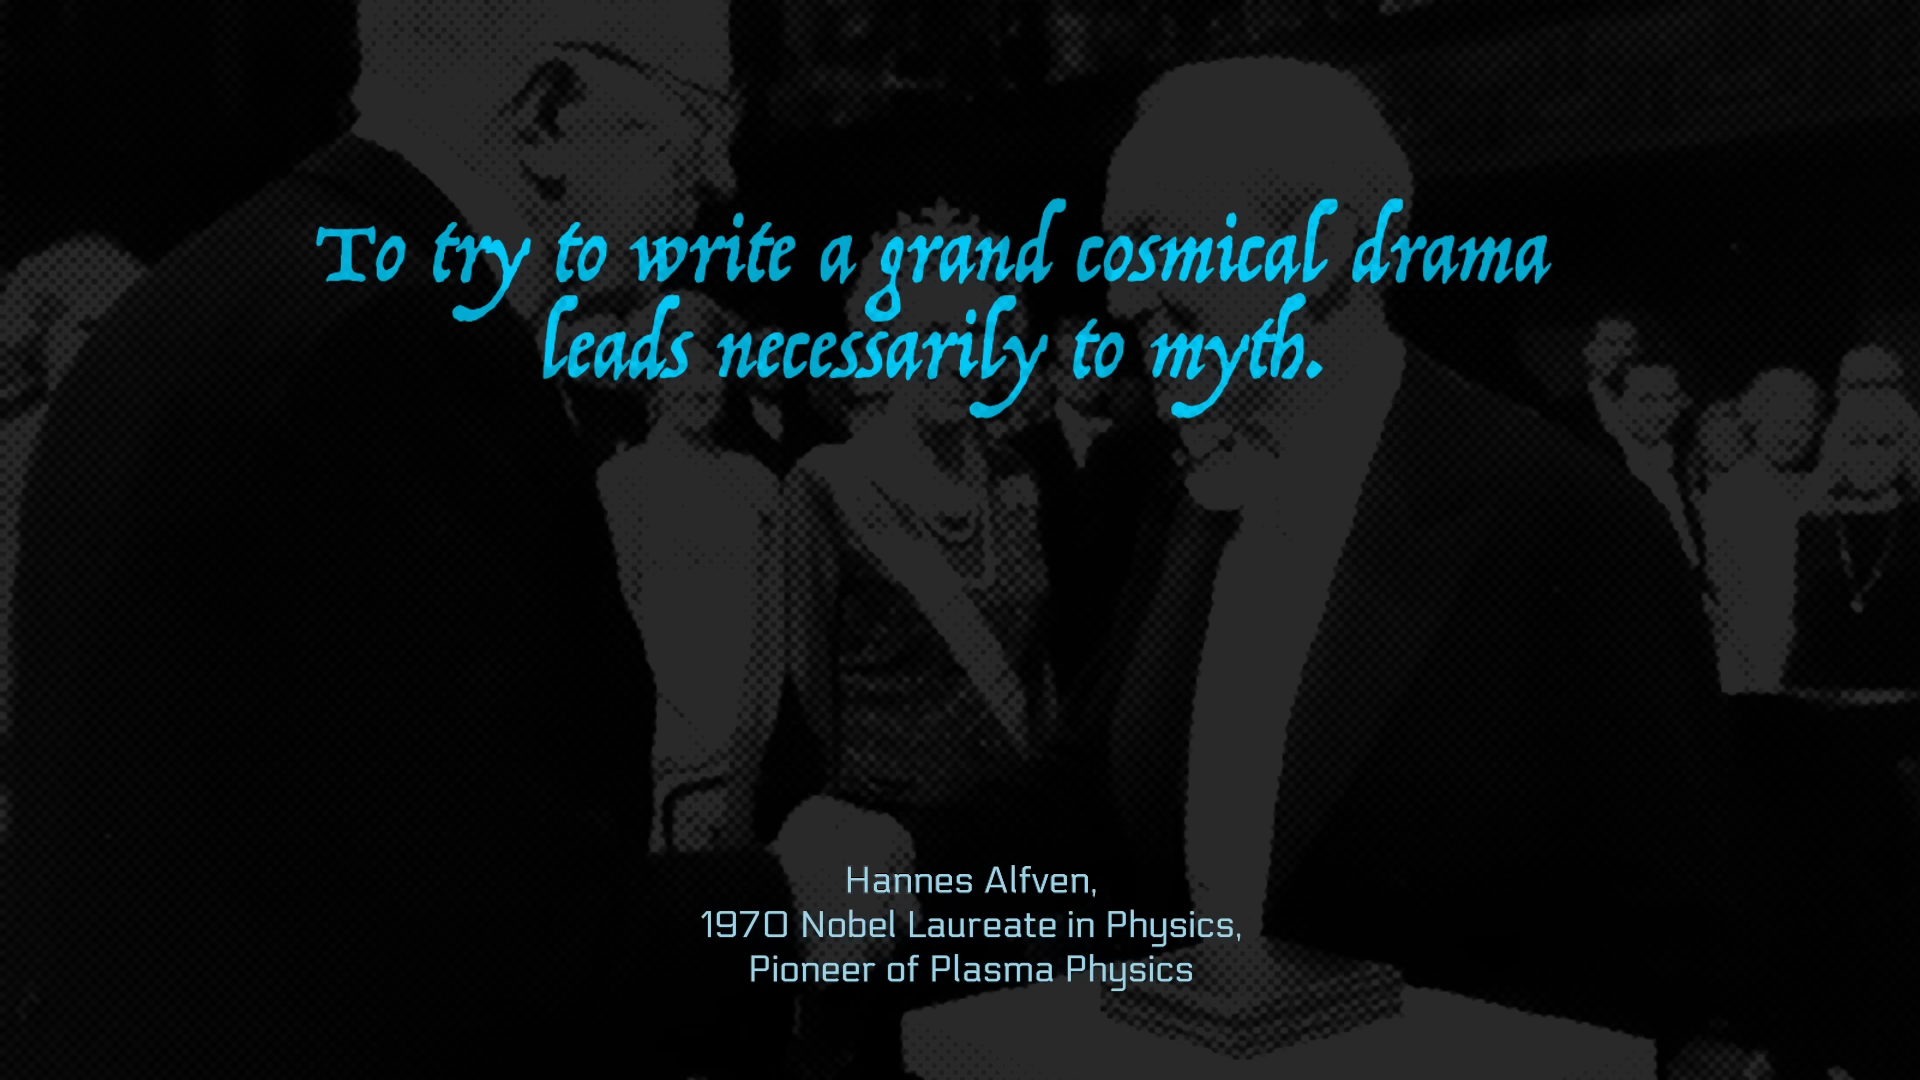 To try to write a grand cosmical drama
leads necessarily to myth.
Hannes Alfven,
1970 Nobel Laureate in Physics,
Pioneer of Plasma Physics